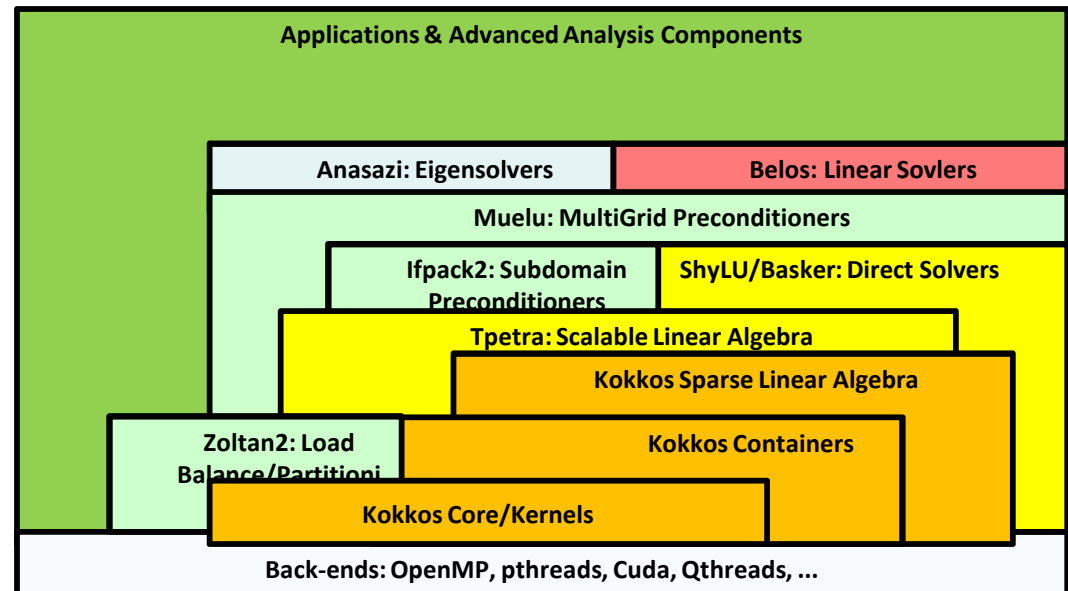 Applications & Advanced Analysis Components
Anasazi: Eigensolvers
Belos: Linear Sovlers
Muelu: MultiGrid Preconditioners
Ifpack2: Subdomain
Preconditioners
ShyLU/Basker: Direct Solvers
Tpetra: Scalable Linear Algebra
Kokkos Sparse Linear Algebra
Zoltan2: Load
Balance/Partitioni
Kokkos Containers
Kokkos Core/Kernels
Back-ends: OpenMP, pthreads, Cuda, Qthreads, ...